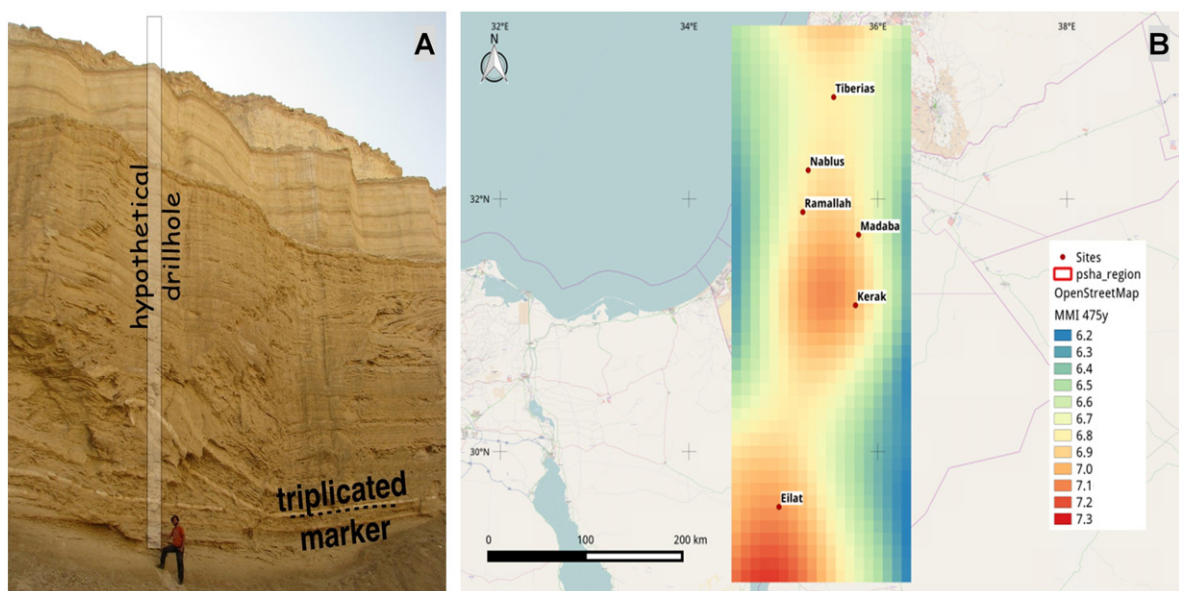 A
hypothetical
drillhole
triplicated
marker
B
32°E
34°E
36°E
38°E
N
Tiberias
Nablus
32°N
Ramallah
Madaba
Kerak
30°N
Eilat
0
100
200 km
Sites
psha_region
OpenStreetMap
MMI 475y
6.2
6.3
6.4
6.5
6.6
6.7
6.8
6.9
7.0
7.1
7.2
7.3